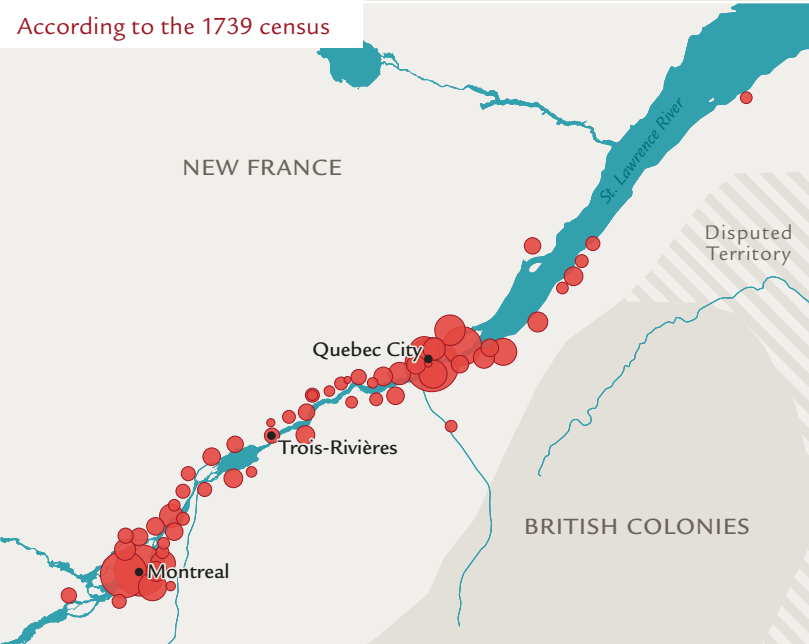 According to the 1739 census
St. Lawrence River
NEW FRANCE
Disputed
Territory
Quebec City
Trois-Rivières
BRITISH COLONIES
Montreal